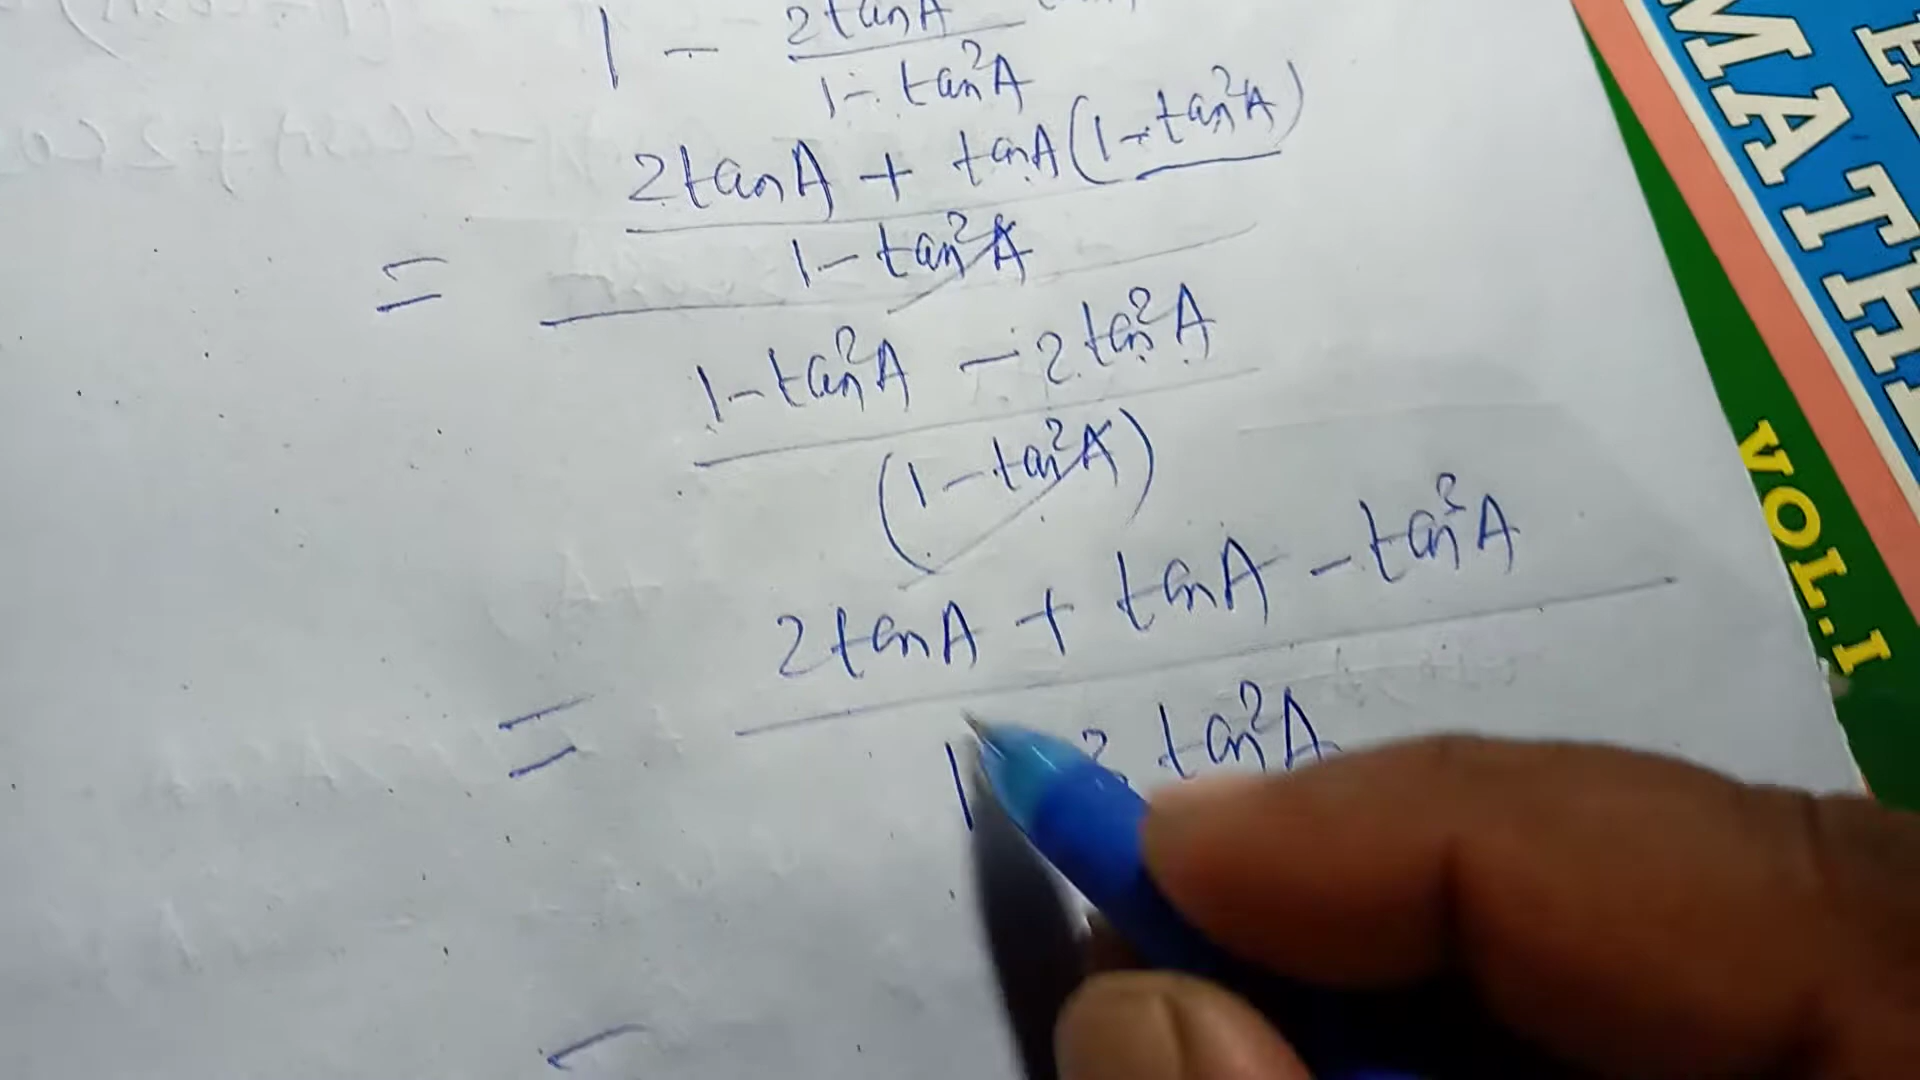 1 - 2tanA
1 - tan²A
2tanA + tanA(1-tan²A)
1 - tan²A
=
1-tan²A - 2tan²A
(1-tan²A)
= 2tanA + tanA - tan³A
1 3 tan²A
MATH
VOL.I